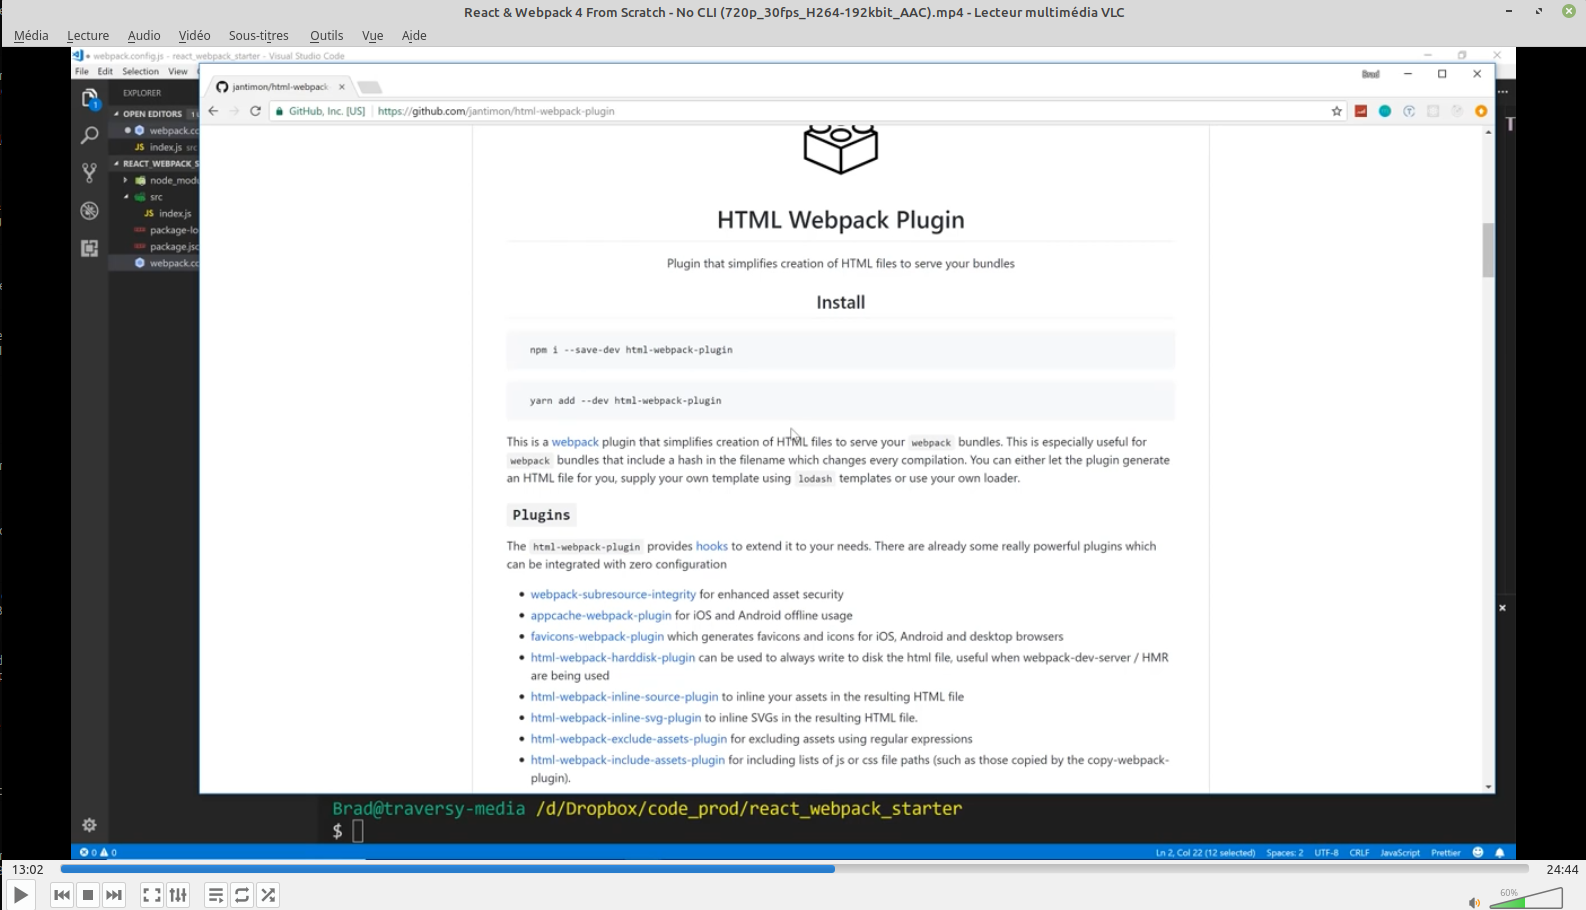 React & Webpack 4 From Scratch - No CLI (720p_30fps_H264-192kbit_AAC).mp4 - Lecteur multimédia VLC
Média Lecture Audio Vidéo Sous-titres Outils Vue Aide
webpack.config.js - react_webpack_starter - Visual Studio Code
File Edit Selection View
jantimon/html-webpack
Brad
GitHub, Inc. [US] https://github.com/jantimon/html-webpack-plugin
EXPLORER
OPEN EDITORS 1
webpack.cc
JS index.js src
REACT_WEBPACK_S
node_mod
src
JS index.js
package-lo
package.jsc
webpack.cc
1
T
HTML Webpack Plugin
Plugin that simplifies creation of HTML files to serve your bundles
Install
npm i --save-dev html-webpack-plugin
yarn add --dev html-webpack-plugin
This is a webpack plugin that simplifies creation of HTML files to serve your webpack bundles. This is especially useful for
webpack bundles that include a hash in the filename which changes every compilation. You can either let the plugin generate
an HTML file for you, supply your own template using lodash templates or use your own loader.
Plugins
The html-webpack-plugin provides hooks to extend it to your needs. There are already some really powerful plugins which
can be integrated with zero configuration
• webpack-subresource-integrity for enhanced asset security
• appcache-webpack-plugin for iOS and Android offline usage
• favicons-webpack-plugin which generates favicons and icons for iOS, Android and desktop browsers
• html-webpack-harddisk-plugin can be used to always write to disk the html file, useful when webpack-dev-server / HMR
are being used
• html-webpack-inline-source-plugin to inline your assets in the resulting HTML file
• html-webpack-inline-svg-plugin to inline SVGs in the resulting HTML file.
• html-webpack-exclude-assets-plugin for excluding assets using regular expressions
• html-webpack-include-assets-plugin for including lists of js or css file paths (such as those copied by the copy-webpack-
plugin).
Brad@traversy-media /d/Dropbox/code_prod/react_webpack_starter
$
0 0 Ln 2, Col 22 (12 selected) Spaces: 2 UTF-8 CRLF JavaScript Prettier
13:02 24:44
60%